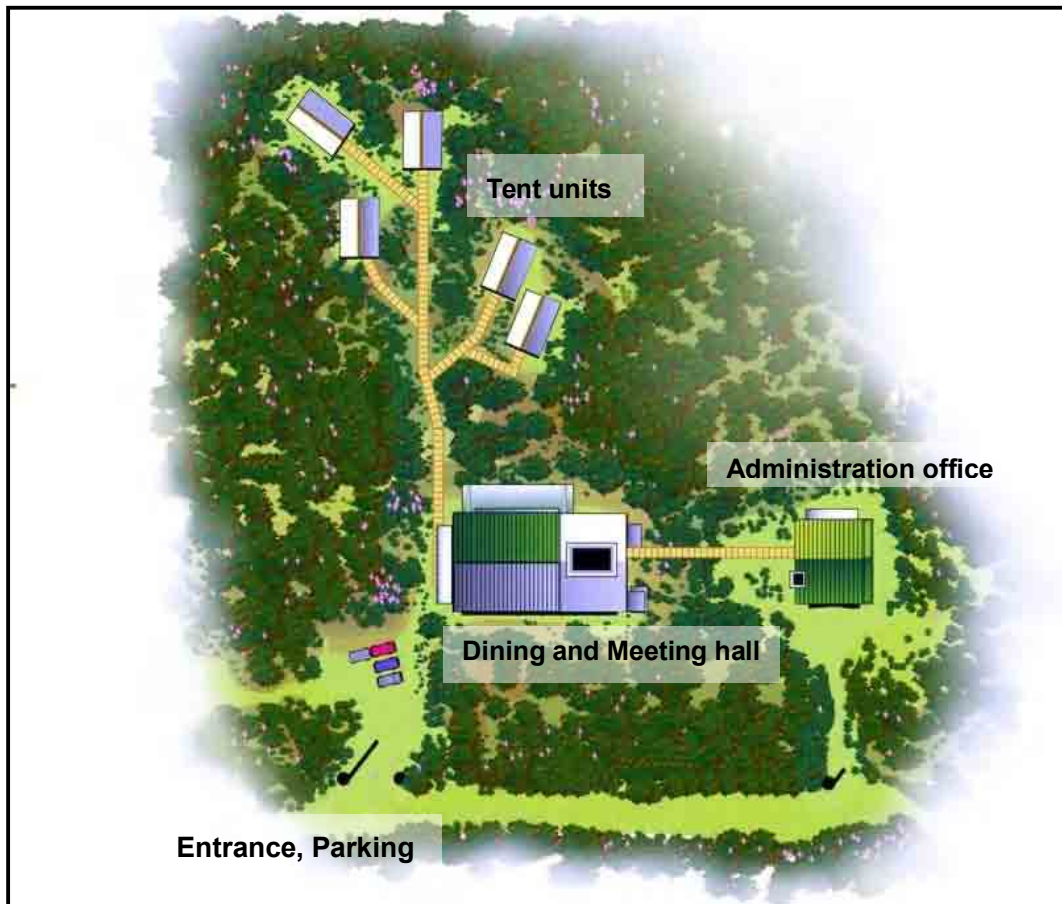 Tent units
Administration office
Dining and Meeting hall
Entrance, Parking